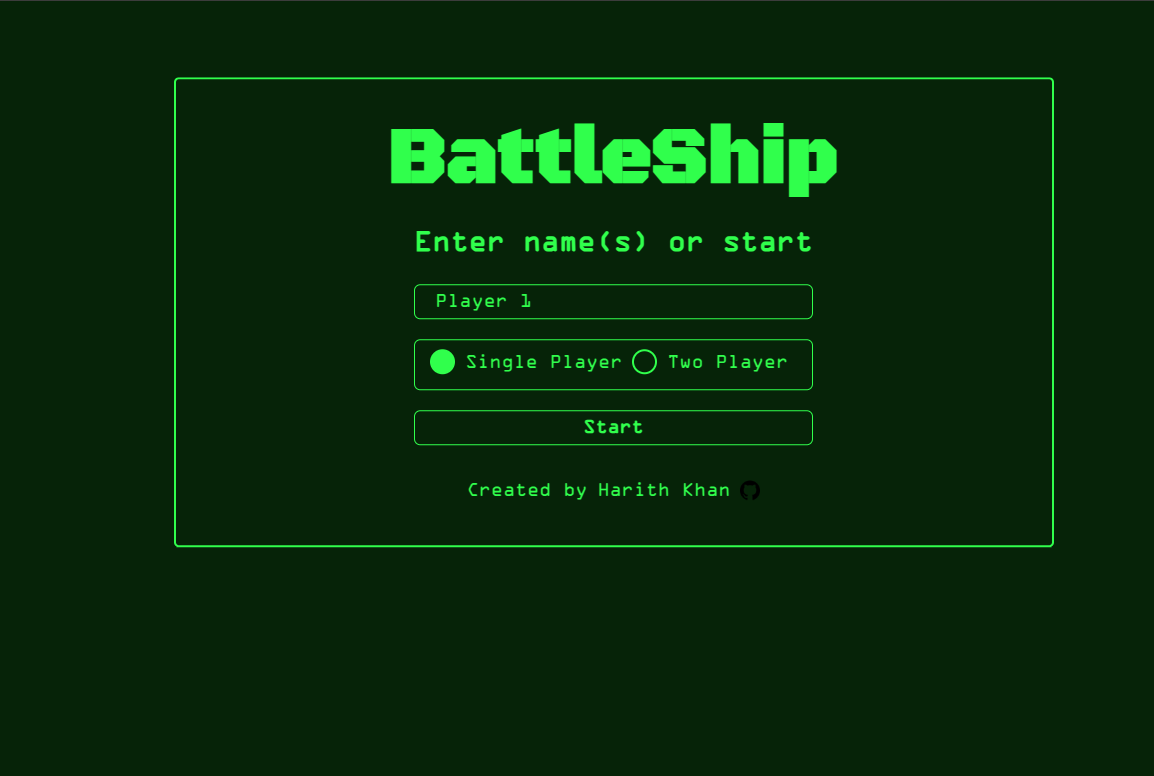 BattleShip
Enter name(s) or start
Player 1
Single Player Two Player
Start
Created by Harith Khan